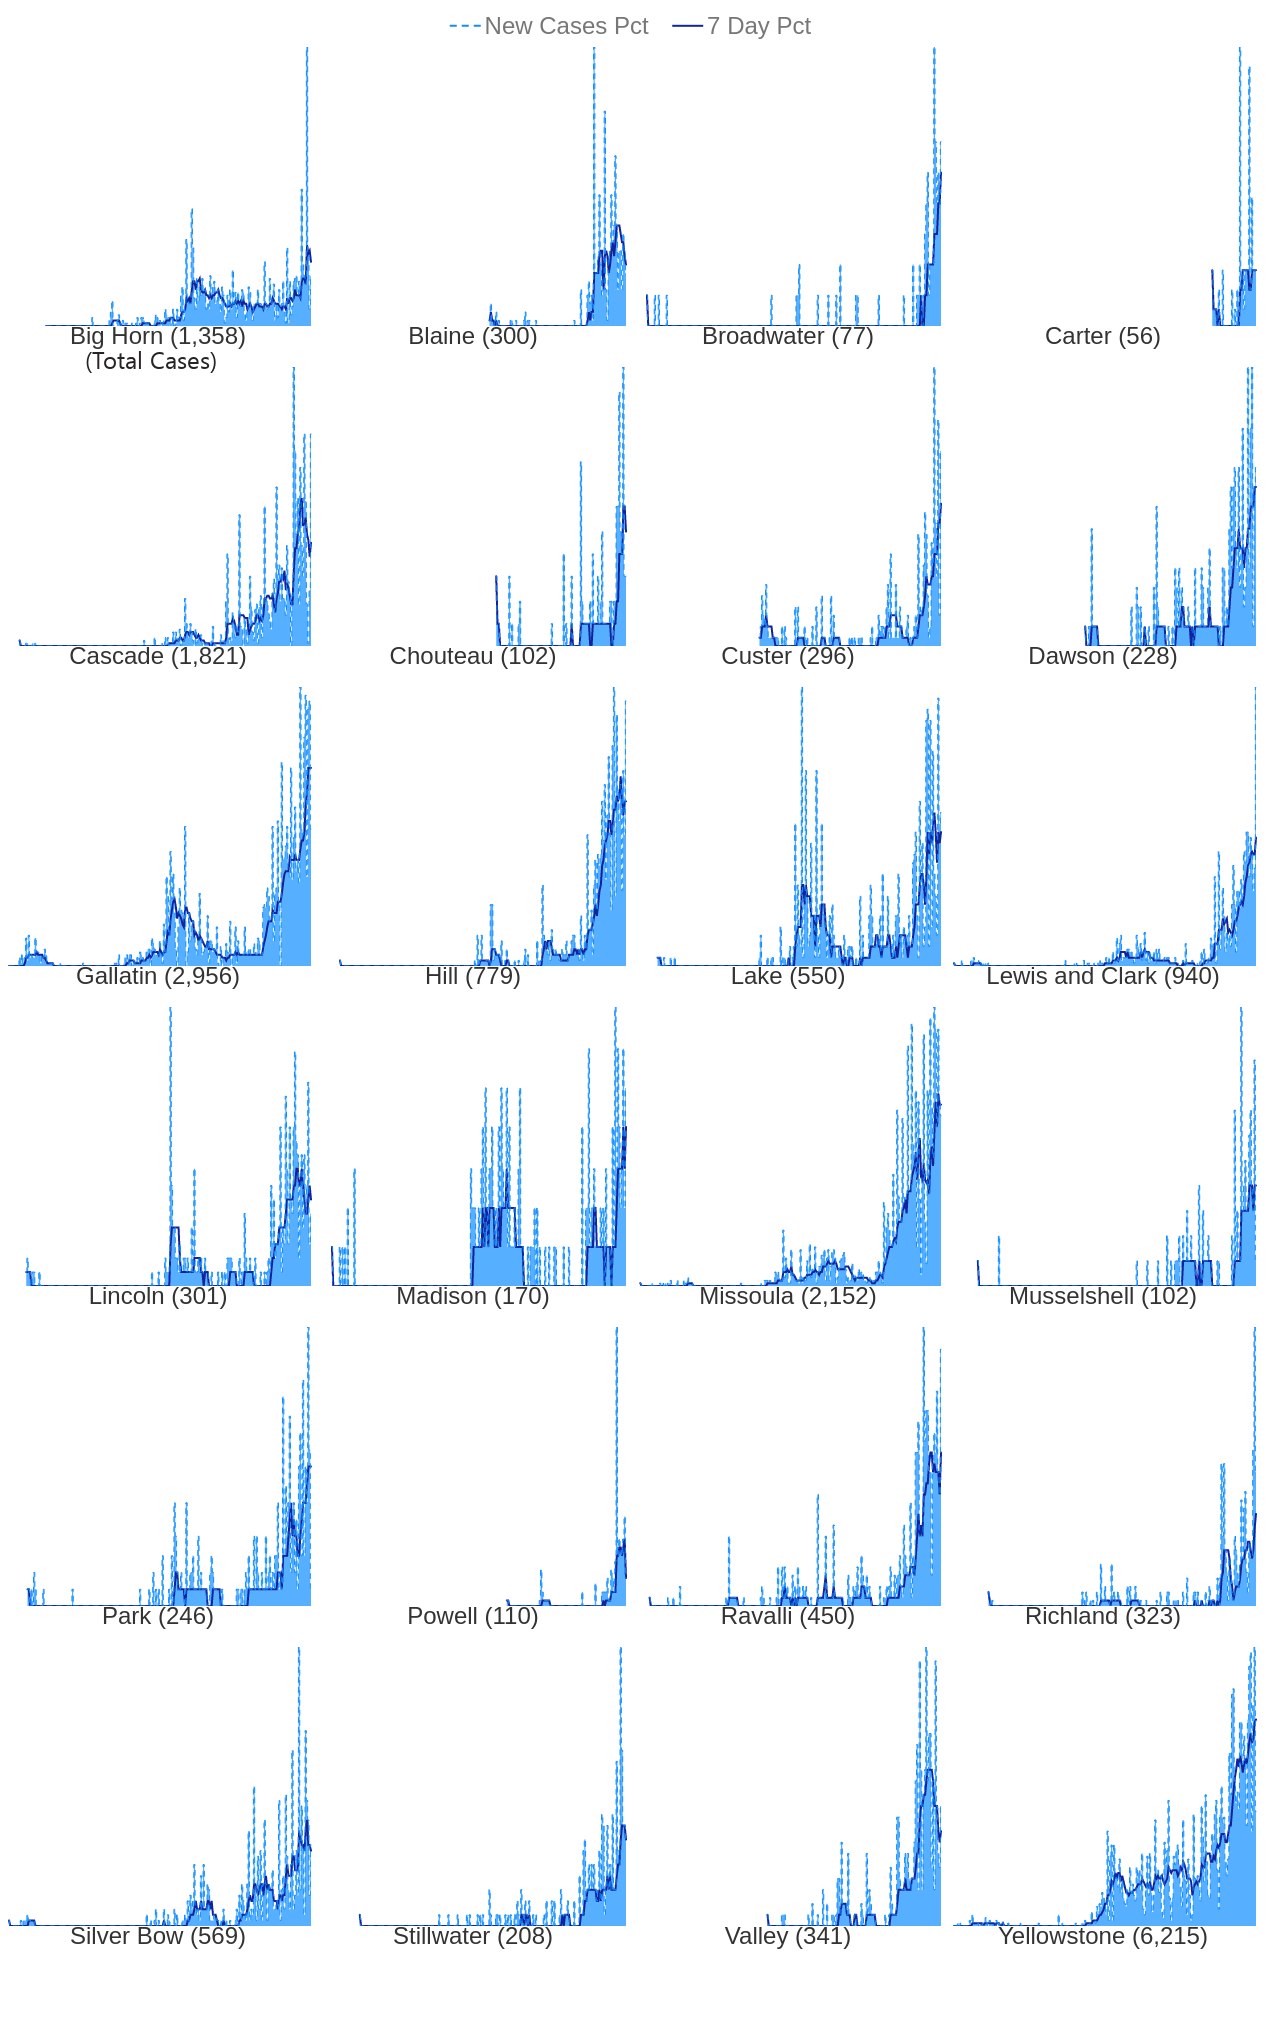 New Cases Pct 7 Day Pct
Big Horn (1,358) Blaine (300) Broadwater (77) Carter (56)
(Total Cases)
Cascade (1,821) Chouteau (102) Custer (296) Dawson (228)
Gallatin (2,956) Hill (779) Lake (550) Lewis and Clark (940)
Lincoln (301) Madison (170) Missoula (2,152) Musselshell (102)
Park (246) Powell (110) Ravalli (450) Richland (323)
Silver Bow (569) Stillwater (208) Valley (341) Yellowstone (6,215)